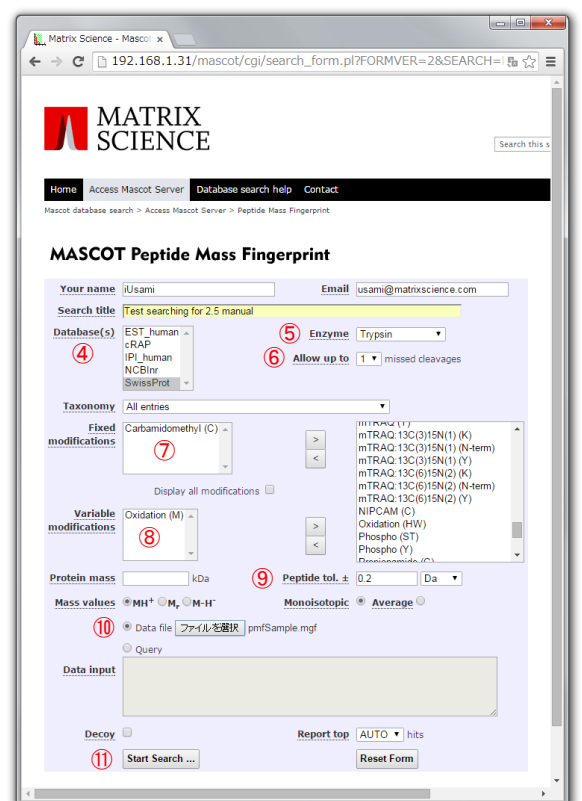 Matrix Science - Mascot
192.168.1.31/mascot/cgi/search_form.pl?FORMVER=2&SEARCH=
MATRIX
SCIENCE
Search this s
Home Access Mascot Server Database search help Contact
Mascot database search > Access Mascot Server > Peptide Mass Fingerprint
MASCOT Peptide Mass Fingerprint
Your name iUsami Email usami@matrixscience.com
Search title Test searching for 2.5 manual
Database(s) ④ EST_human
cRAP
IPI_human
NCBInr
SwissProt
⑤ Enzyme Trypsin
⑥ Allow up to 1 missed cleavages
Taxonomy All entries
Fixed modifications Carbamidomethyl (C)
⑦
> <
Display all modifications
mTRAQ (Y)
mTRAQ:13C(3)15N(1) (K)
mTRAQ:13C(3)15N(1) (N-term)
mTRAQ:13C(3)15N(1) (Y)
mTRAQ:13C(6)15N(2) (K)
mTRAQ:13C(6)15N(2) (N-term)
mTRAQ:13C(6)15N(2) (Y)
NIPCAM (C)
Oxidation (HW)
Phospho (ST)
Phospho (Y)
Propionamide (C)
Variable modifications Oxidation (M)
⑧
> <
Protein mass kDa ⑨ Peptide tol. ± 0.2 Da
Mass values MH+ Mr M-H- Monoisotopic Average
⑩ Data file ファイルを選択 pmfSample.mgf
Query
Data input
Decoy Report top AUTO hits
⑪ Start Search ... Reset Form